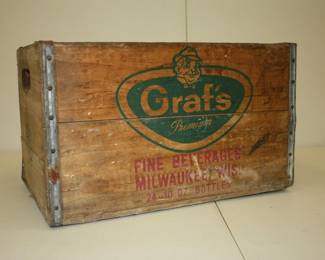 Graf's
Premium
FINE BEVERAGES
MILWAUKEE, WIS.
24-10 OZ. BOTTLES